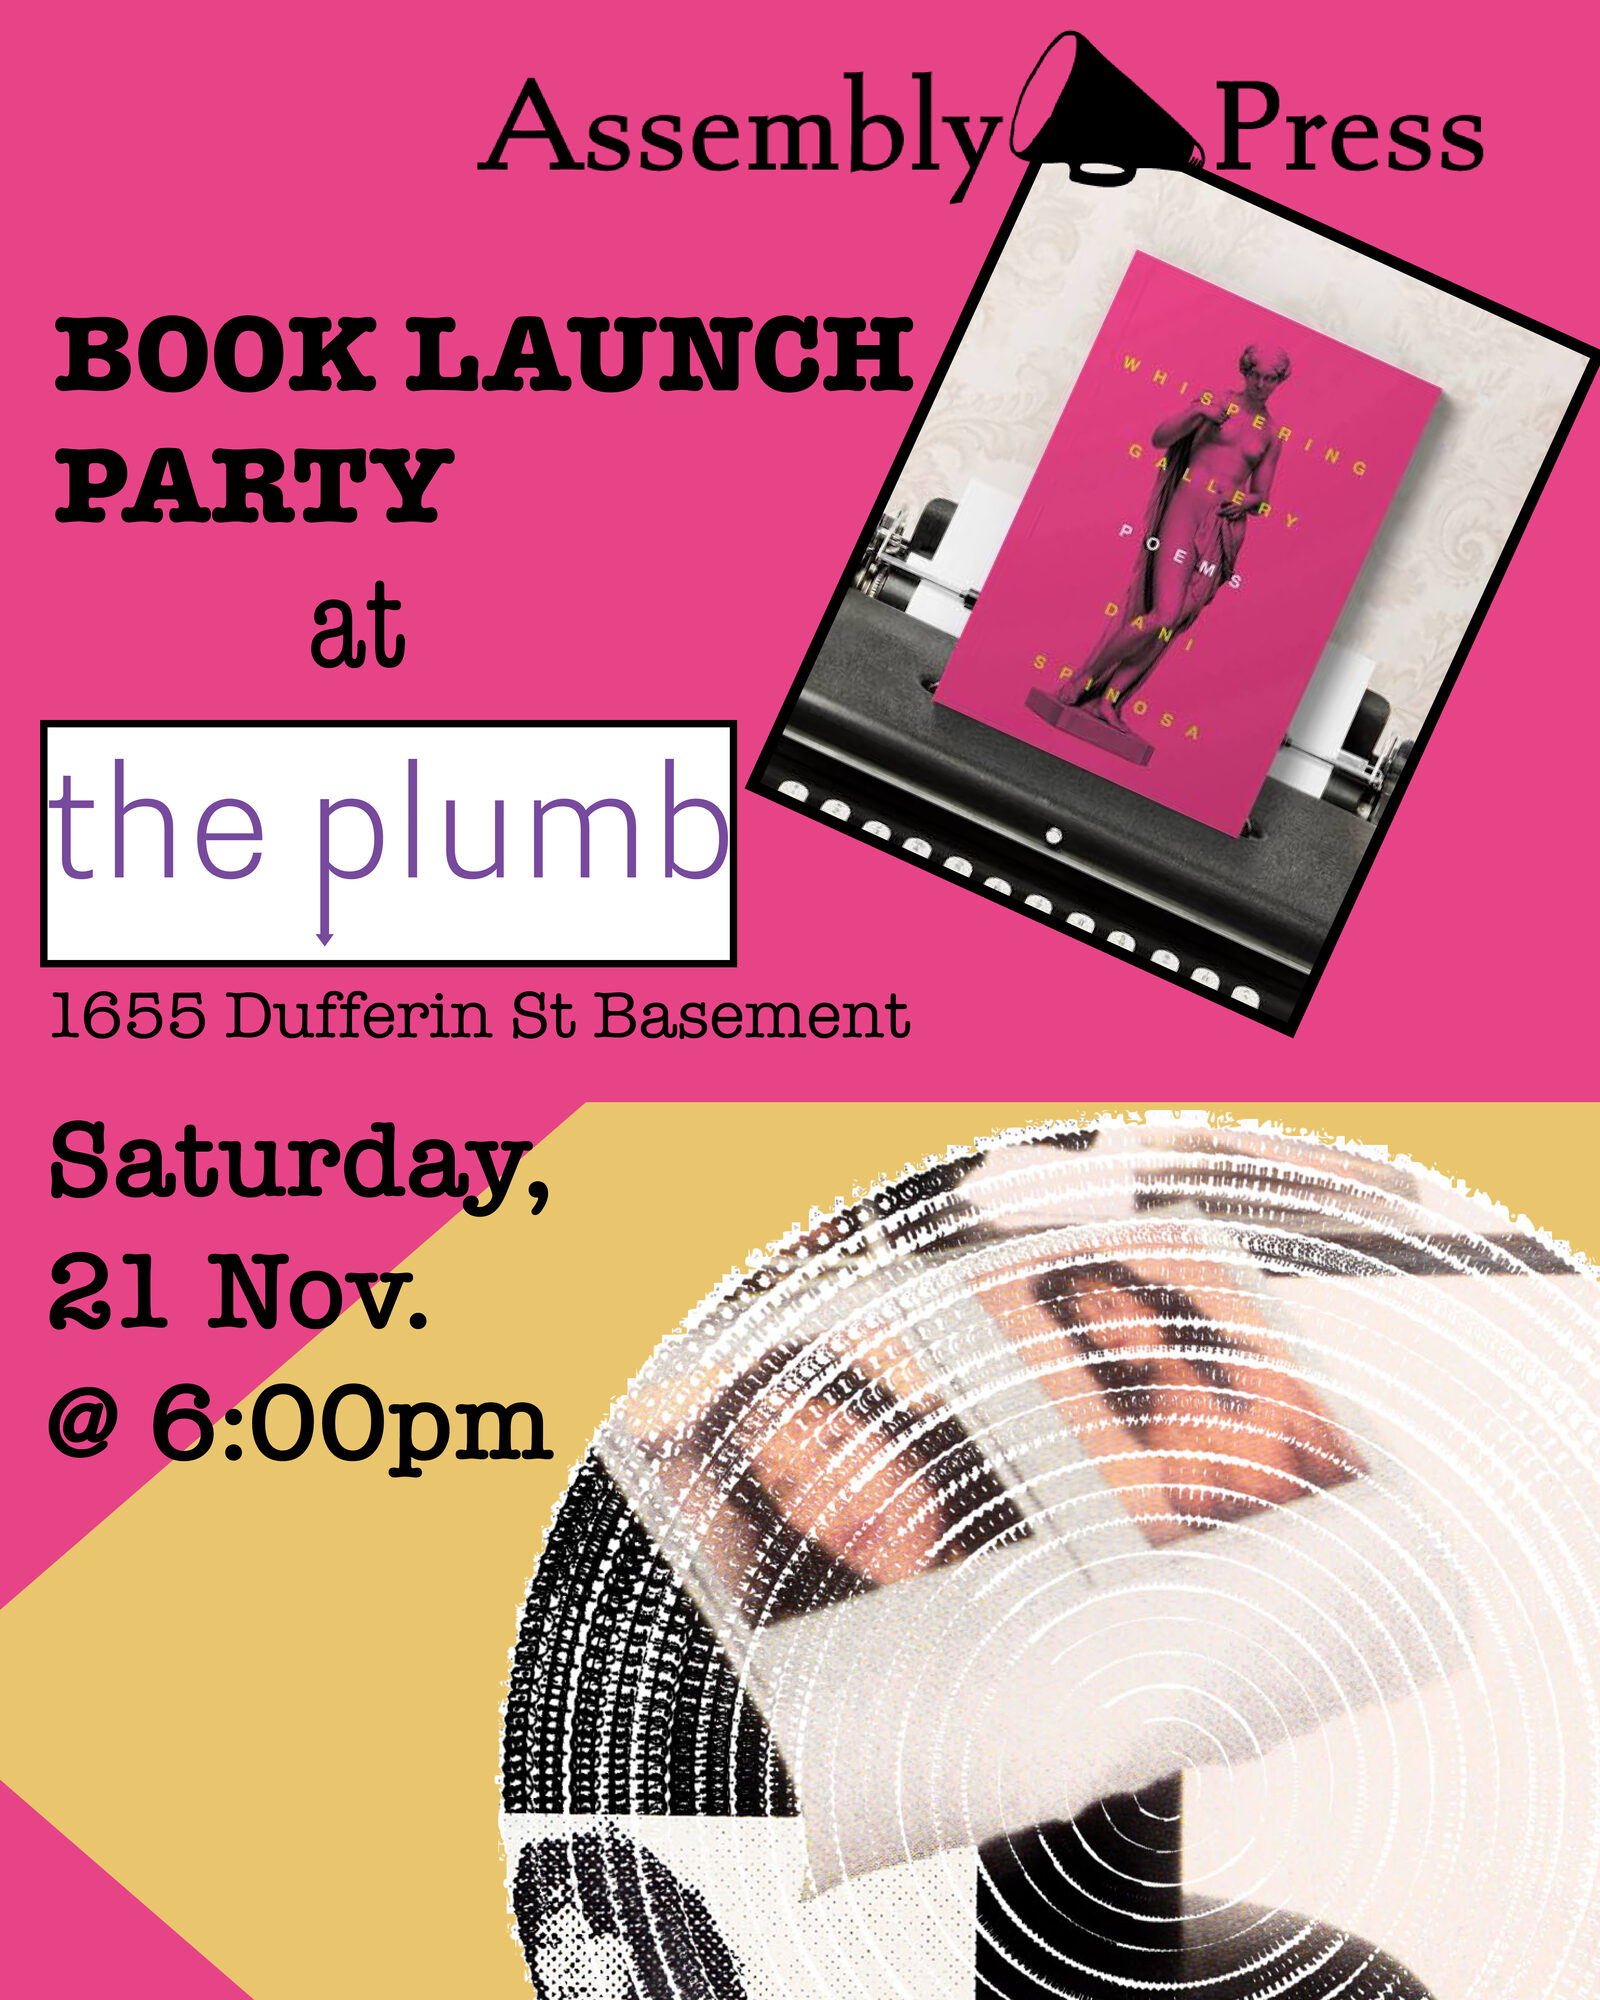 Assembly Press
BOOK LAUNCH
PARTY
at
the plumb
1655 Dufferin St Basement
WHISPERING
GALLERY
POEMS
DANI
SPINOSA
Saturday,
21 Nov.
@ 6:00pm